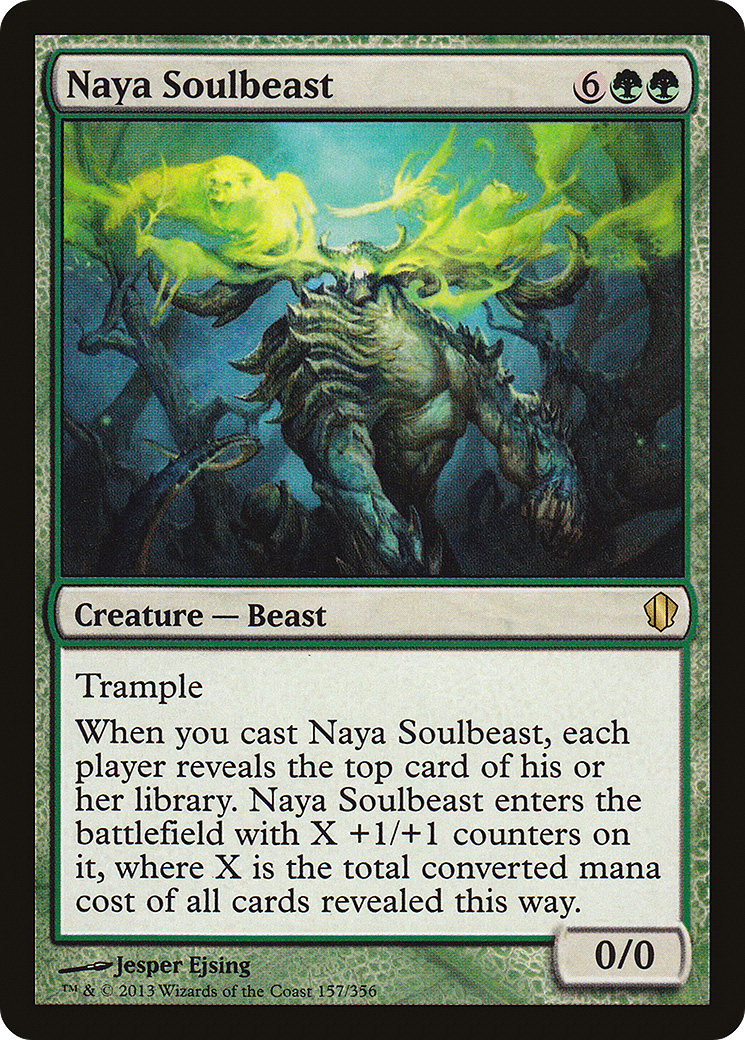 Naya Soulbeast 6
Creature — Beast
Trample
When you cast Naya Soulbeast, each
player reveals the top card of his or
her library. Naya Soulbeast enters the
battlefield with X +1/+1 counters on
it, where X is the total converted mana
cost of all cards revealed this way.
0/0
Jesper Ejsing
™ & © 2013 Wizards of the Coast 157/356